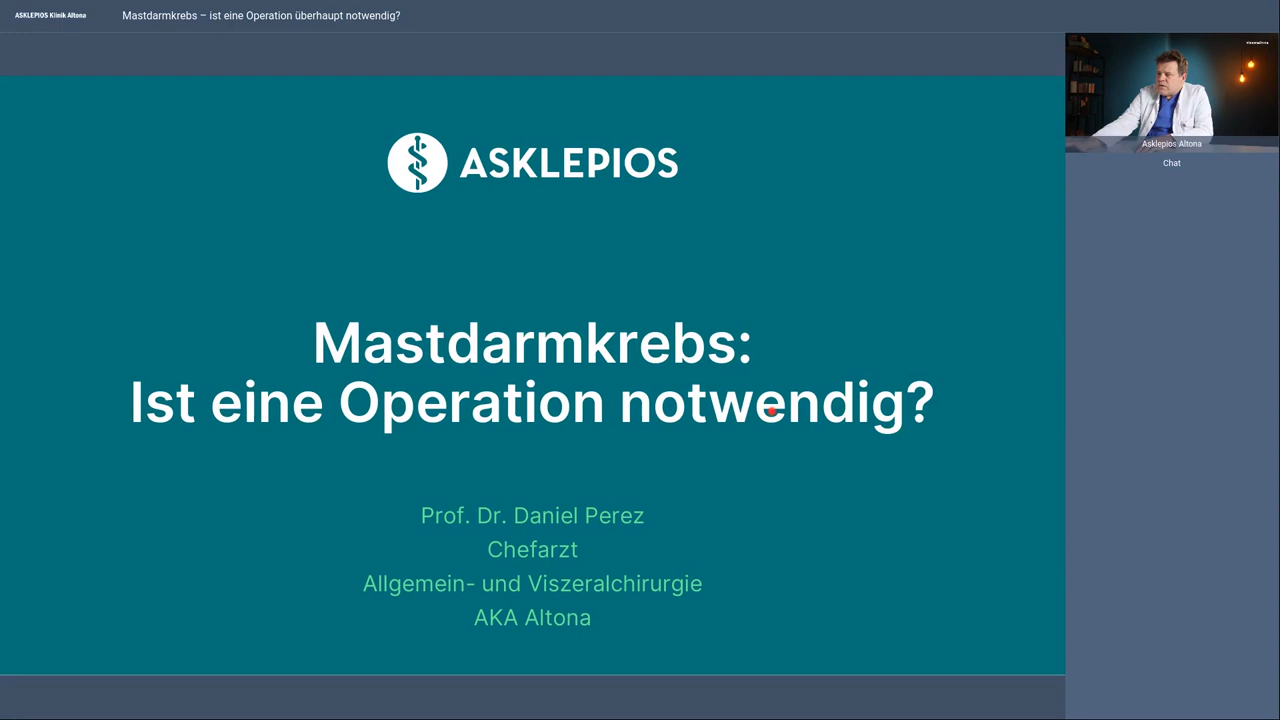 ASKLEPIOS Klinik Altona
Mastdarmkrebs – ist eine Operation überhaupt notwendig?
ASKLEPIOS
Mastdarmkrebs:
Ist eine Operation notwendig?
Prof. Dr. Daniel Perez
Chefarzt
Allgemein- und Viszeralchirurgie
AKA Altona
Asklepios Altona
Chat